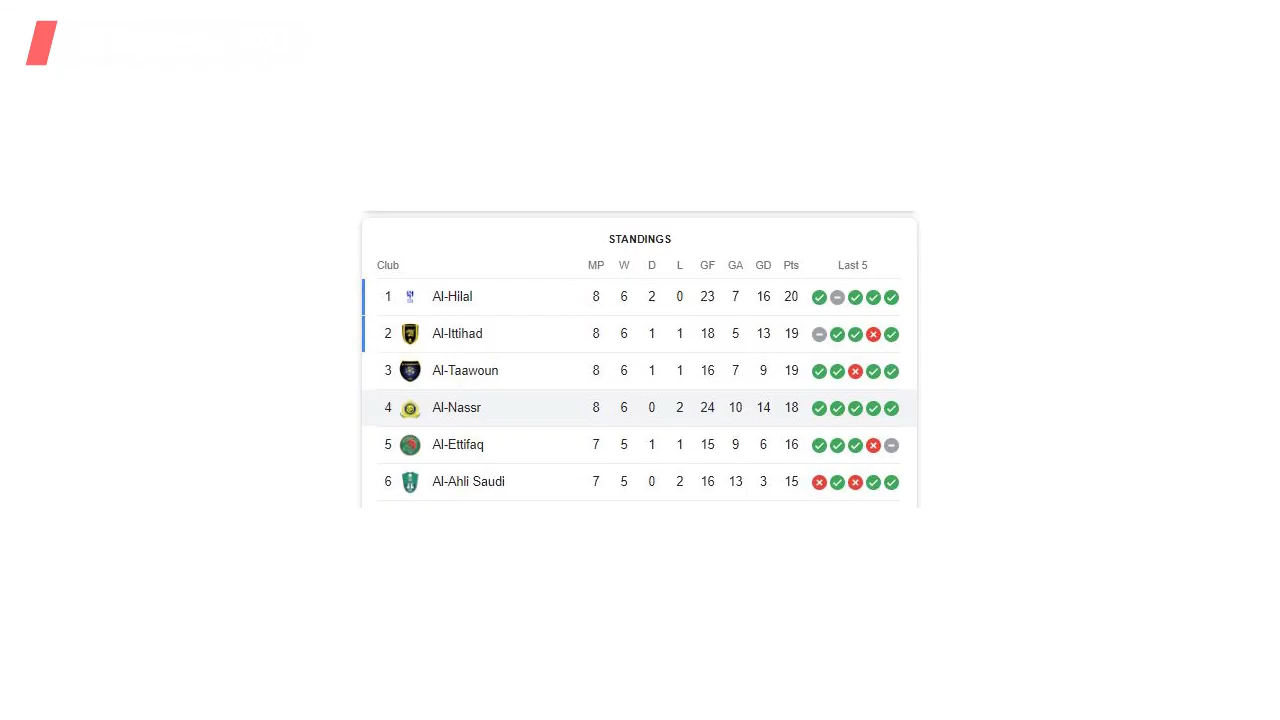 STANDINGS
Club MP W D L GF GA GD Pts Last 5
1 Al-Hilal 8 6 2 0 23 7 16 20
2 Al-Ittihad 8 6 1 1 18 5 13 19
3 Al-Taawoun 8 6 1 1 16 7 9 19
4 Al-Nassr 8 6 0 2 24 10 14 18
5 Al-Ettifaq 7 5 1 1 15 9 6 16
6 Al-Ahli Saudi 7 5 0 2 16 13 3 15